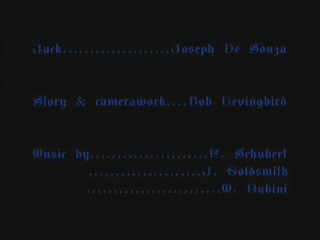 Jack.....................Joseph De Souza
Story & camerawork....Bob
Music by......................Schubert
.....................J. Goldsmith
.........................M. Rubini